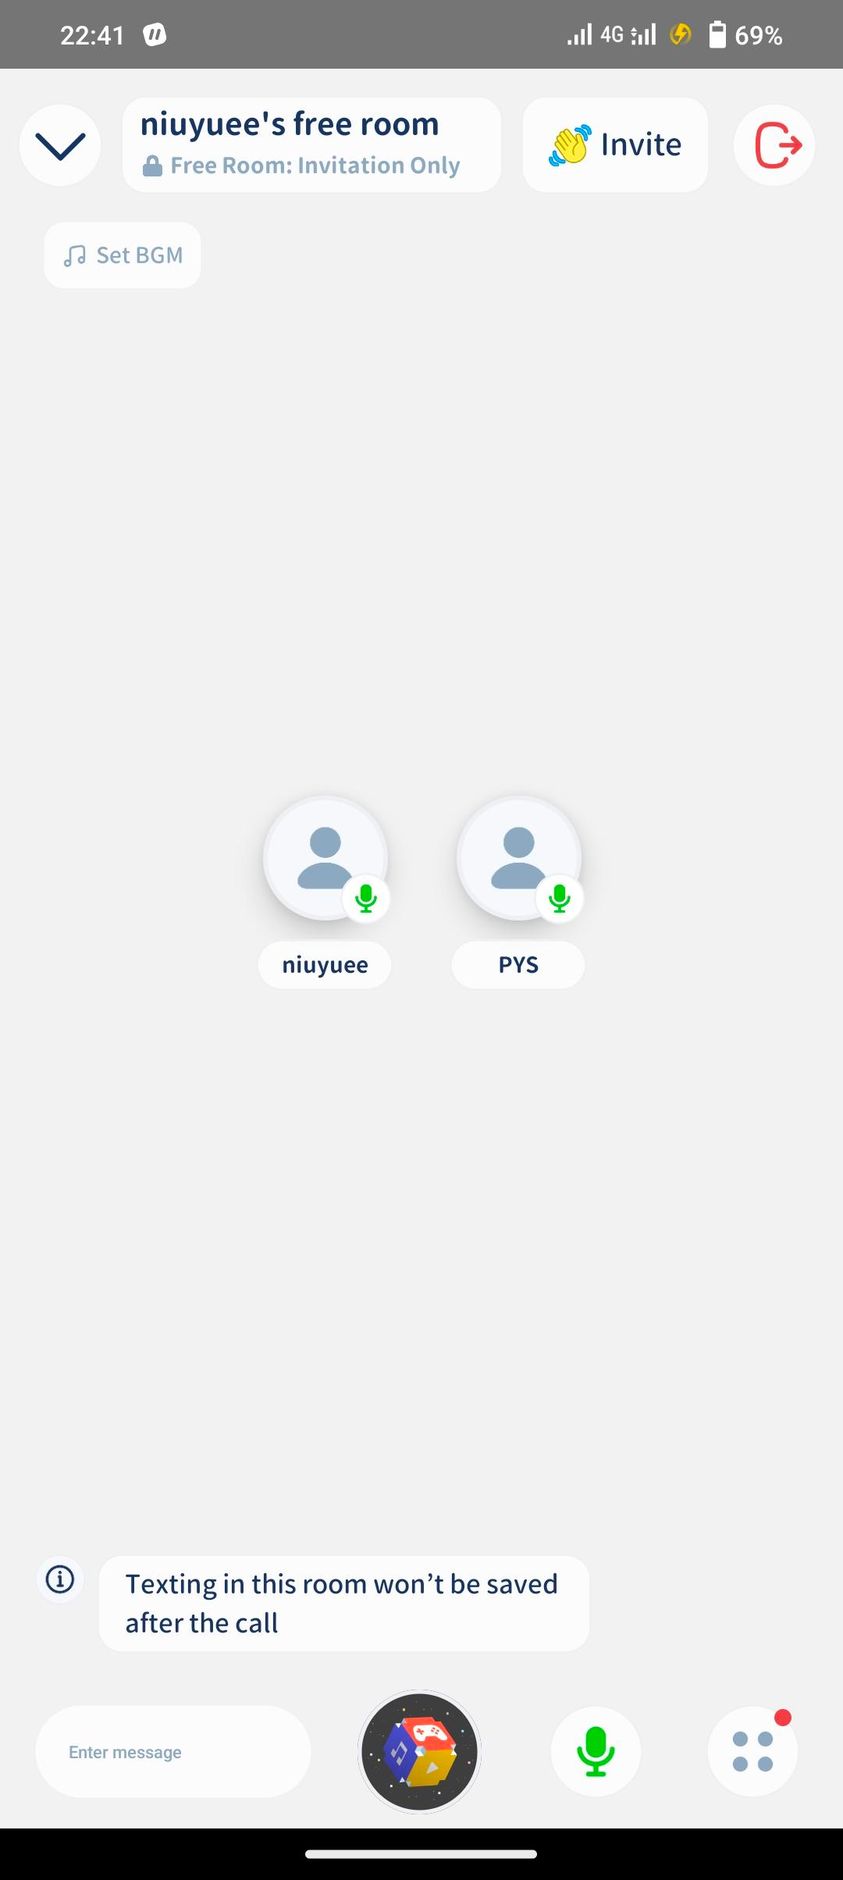 22:41
4G
69%
niuyuee's free room
Free Room: Invitation Only
Invite
Set BGM
niuyuee
PYS
Texting in this room won’t be saved
after the call
Enter message